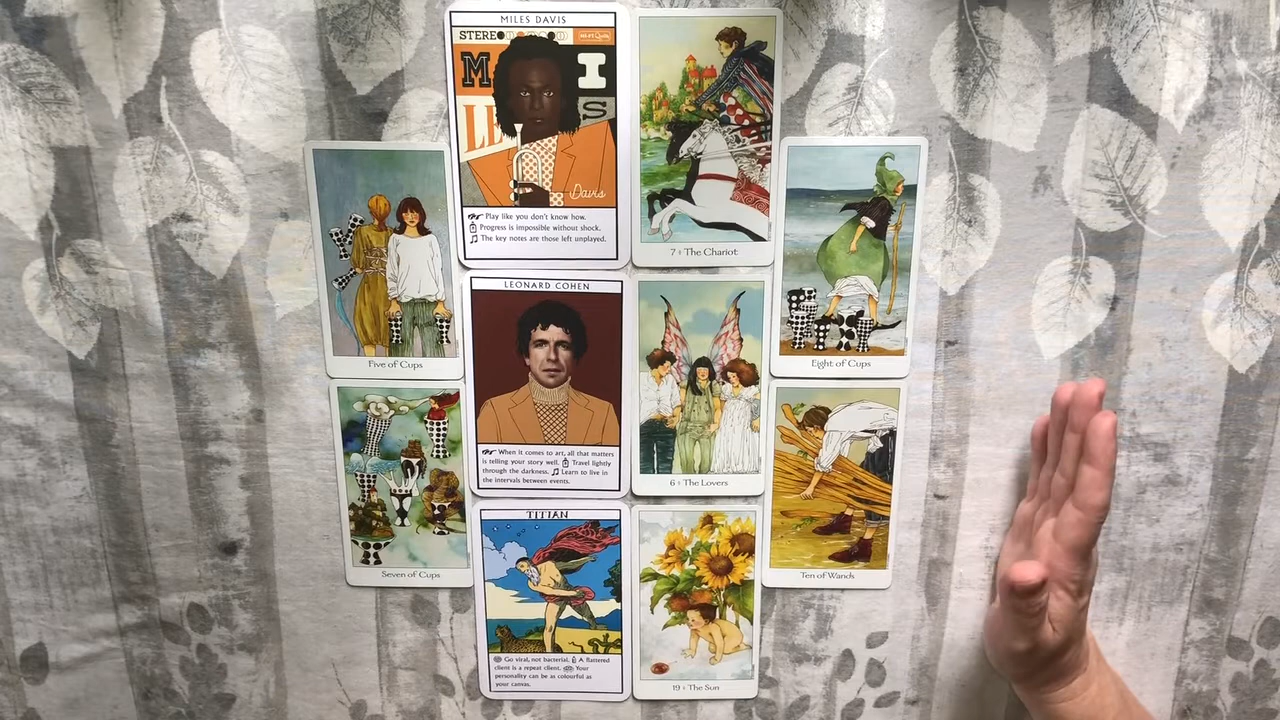 MILES DAVIS
STEREO
M I
LL S
Davis
Play like you don't know how.
Progress is impossible without shock.
The key notes are those left unplayed.
7 The Chariot
Five of Cups
LEONARD COHEN
When it comes to art, all that matters
is telling your story well. Travel lightly
through the darkness. Learn to live in
the intervals between events.
6 The Lovers
Eight of Cups
Seven of Cups
TITIAN
Go viral, not bacterial. A flattered
client is a repeat client. Your
personality can be as colourful as
your canvas.
19 The Sun
Ten of Wands